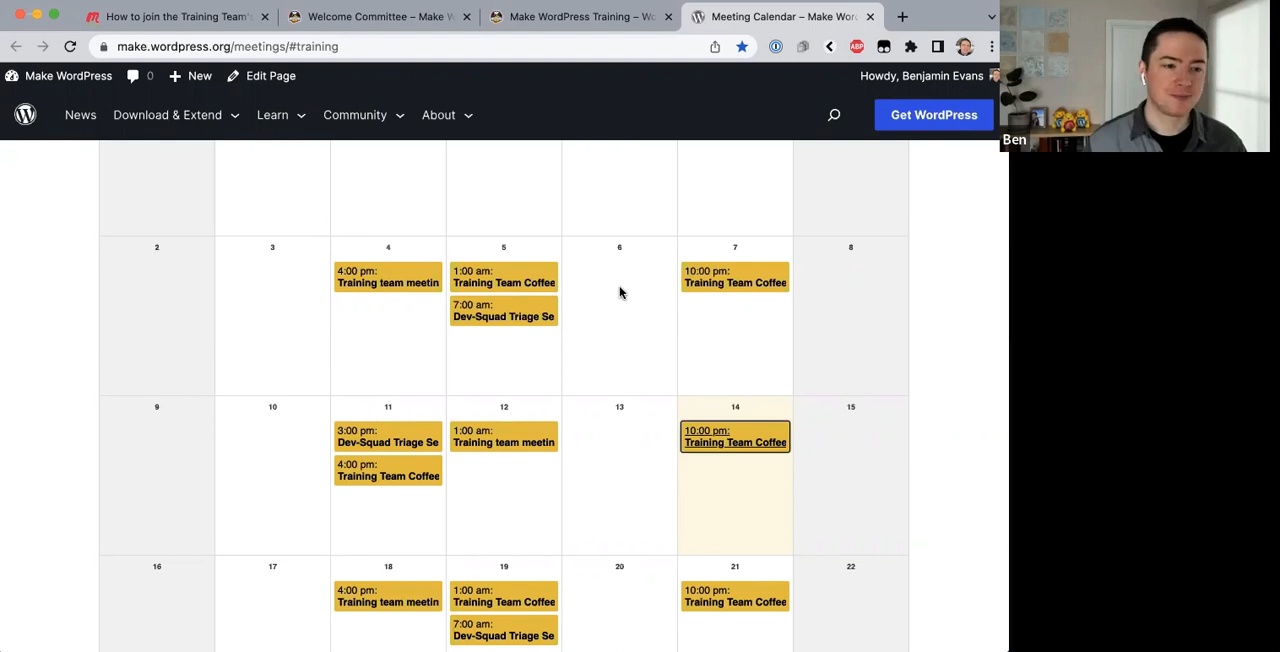 How to join the Training Team's
Welcome Committee – Make W
Make WordPress Training – Wo
Meeting Calendar – Make Wor
make.wordpress.org/meetings/#training
ABP
Make WordPress
0
New
Edit Page
Howdy, Benjamin Evans
News
Download & Extend
Learn
Community
About
Get WordPress
Ben
2
3
4
5
6
7
8
4:00 pm:
Training team meetin
1:00 am:
Training Team Coffee
7:00 am:
Dev-Squad Triage Se
10:00 pm:
Training Team Coffee
9
10
11
12
13
14
15
3:00 pm:
Dev-Squad Triage Se
4:00 pm:
Training Team Coffee
1:00 am:
Training team meetin
10:00 pm:
Training Team Coffee
16
17
18
19
20
21
22
4:00 pm:
Training team meetin
1:00 am:
Training Team Coffee
7:00 am:
Dev-Squad Triage Se
10:00 pm:
Training Team Coffee